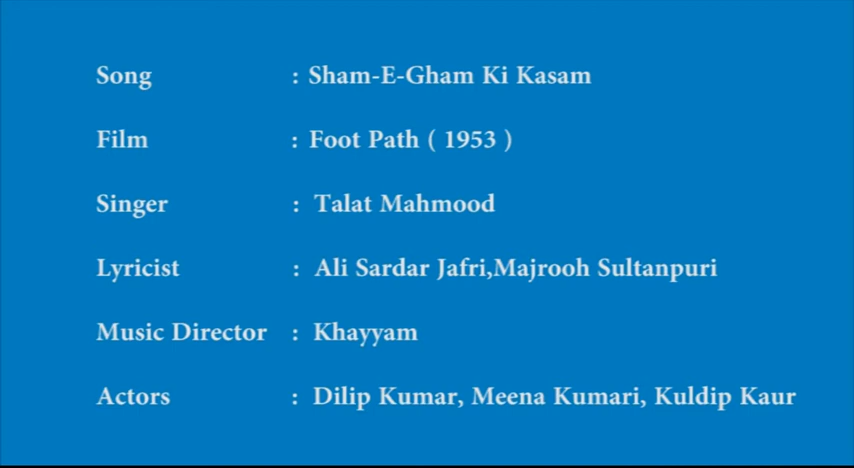 Song : Sham-E-Gham Ki Kasam
Film : Foot Path ( 1953 )
Singer : Talat Mahmood
Lyricist : Ali Sardar Jafri,Majrooh Sultanpuri
Music Director : Khayyam
Actors : Dilip Kumar, Meena Kumari, Kuldip Kaur